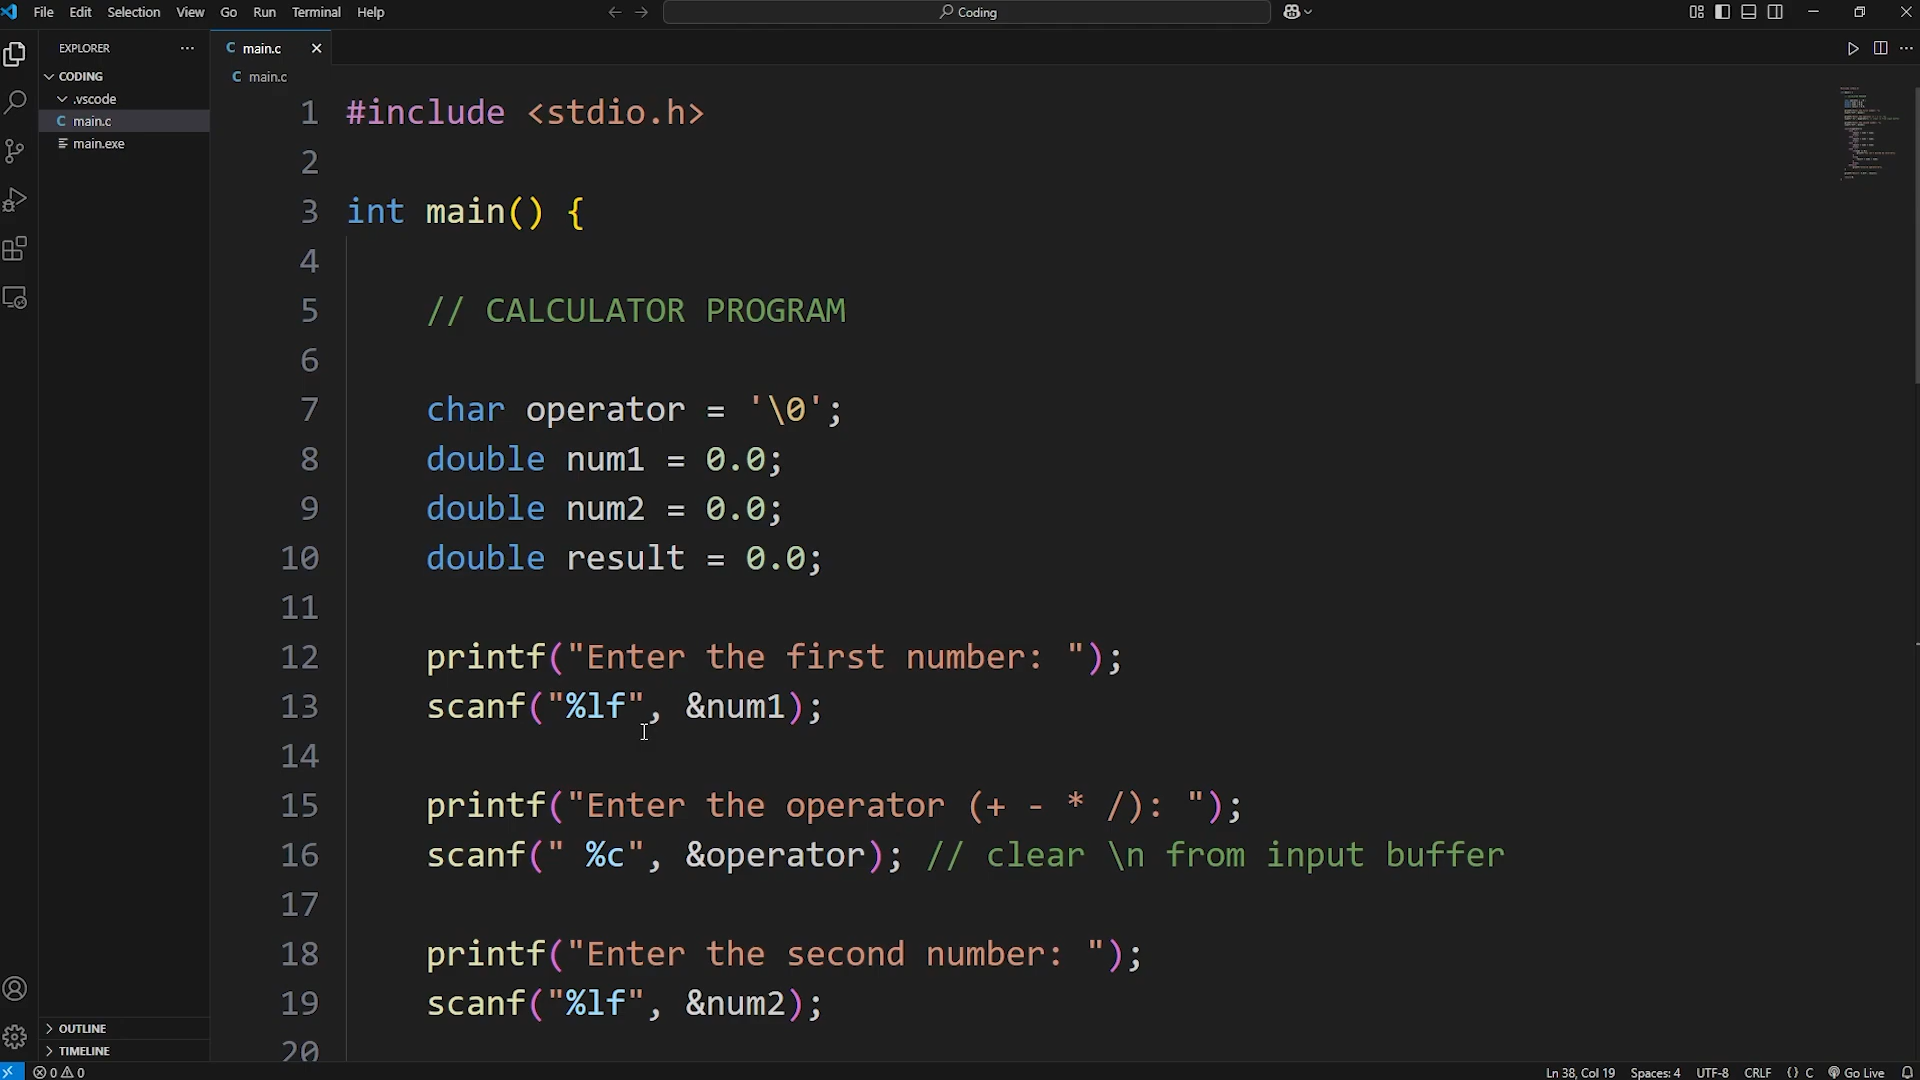 File Edit Selection View Go Run Terminal Help
Coding
EXPLORER
CODING
.vscode
main.c
main.exe
OUTLINE
TIMELINE
C main.c
C main.c
1 #include <stdio.h>
2
3 int main() {
4
5 // CALCULATOR PROGRAM
6
7 char operator = '\0';
8 double num1 = 0.0;
9 double num2 = 0.0;
10 double result = 0.0;
11
12 printf("Enter the first number: ");
13 scanf("%lf", &num1);
14
15 printf("Enter the operator (+ - * /): ");
16 scanf(" %c", &operator); // clear \n from input buffer
17
18 printf("Enter the second number: ");
19 scanf("%lf", &num2);
20
0 0 Ln 38, Col 19 Spaces: 4 UTF-8 CRLF {} C Go Live